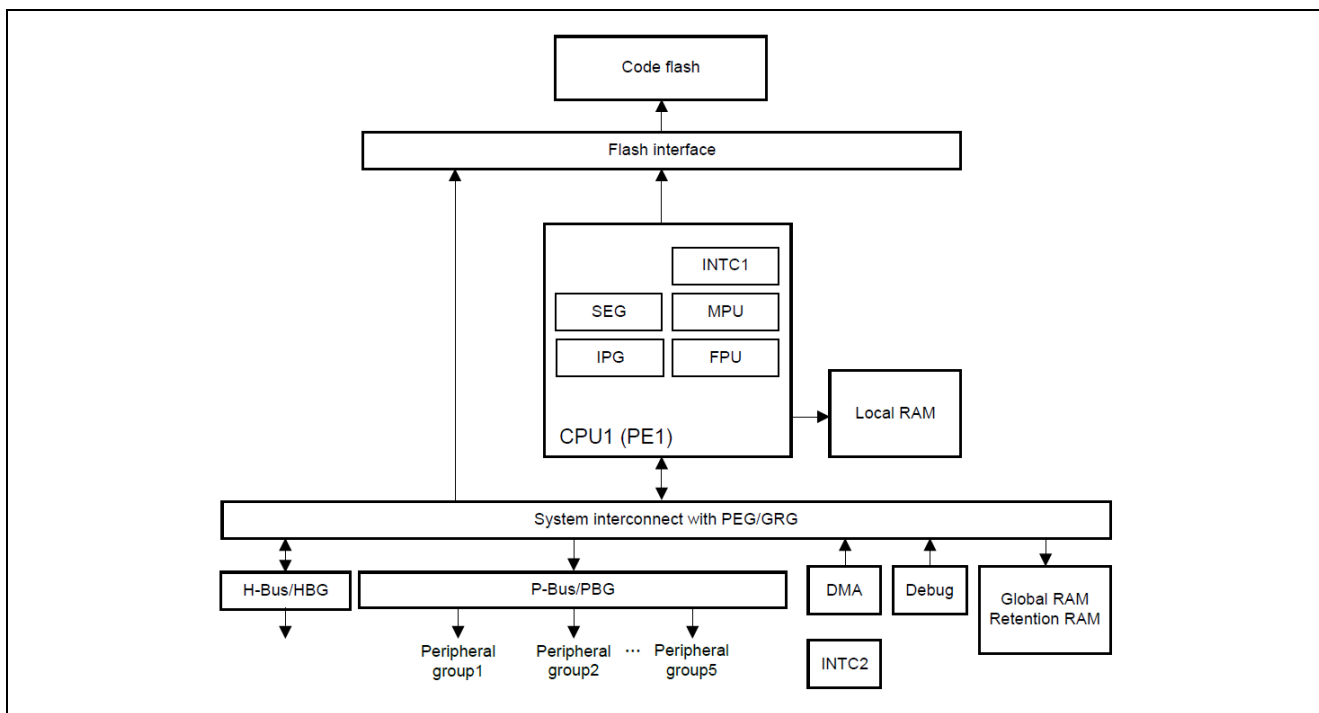 Code flash
Flash interface
INTC1
SEG
MPU
IPG
FPU
CPU1 (PE1)
Local RAM
System interconnect with PEG/GRG
H-Bus/HBG
P-Bus/PBG
DMA
Debug
Global RAM
Retention RAM
Peripheral
group1
Peripheral
group2
...
Peripheral
group5
INTC2